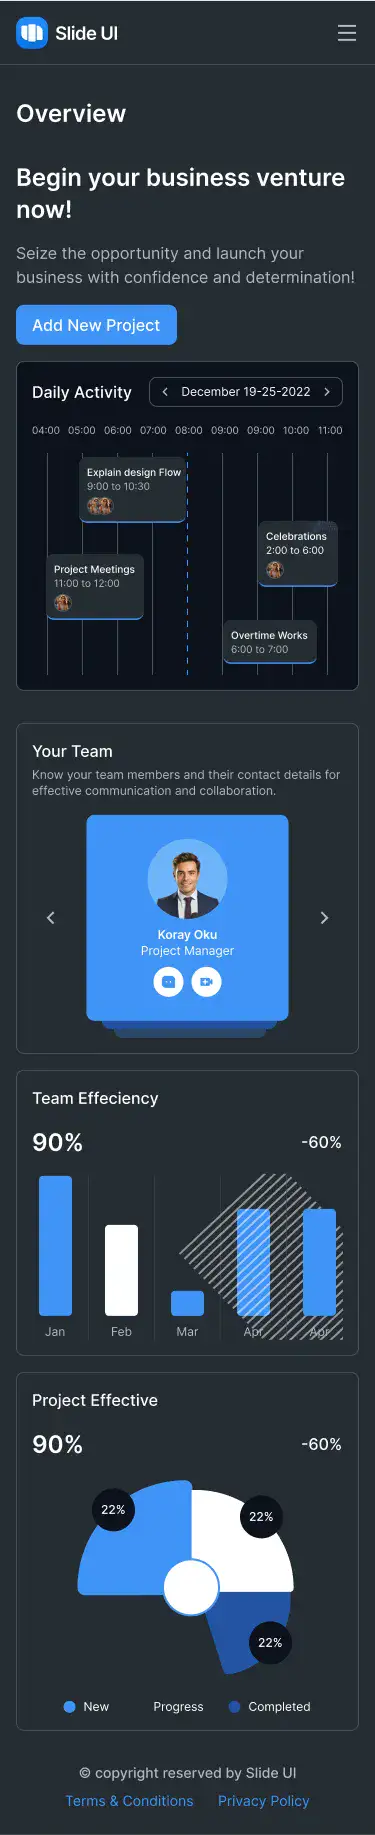 Slide UI
Overview
Begin your business venture
now!
Seize the opportunity and launch your
business with confidence and determination!
Add New Project
Daily Activity
December 19-25-2022
04:00 05:00 06:00 07:00 08:00 09:00 09:00 10:00 11:00
Explain design Flow
9:00 to 10:30
Celebrations
2:00 to 6:00
Project Meetings
11:00 to 12:00
Overtime Works
6:00 to 7:00
Your Team
Know your team members and their contact details for
effective communication and collaboration.
Koray Oku
Project Manager
Team Effeciency
90%
-60%
Jan Feb Mar Apr Apr
Project Effective
90%
-60%
22%
22%
22%
New Progress Completed
© copyright reserved by Slide UI
Terms & Conditions Privacy Policy